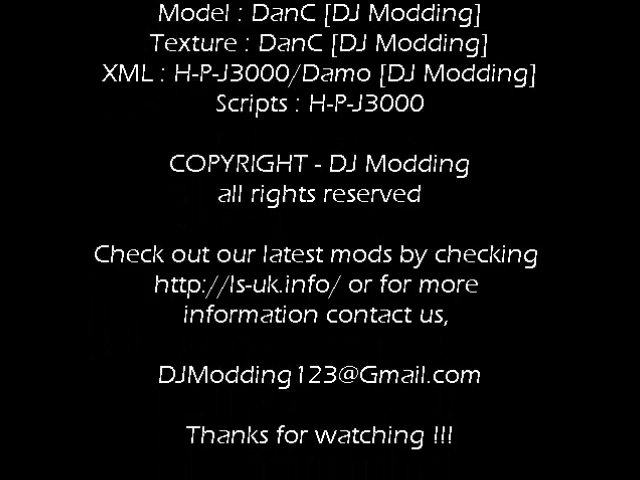 Model : DanC [DJ Modding]
Texture : DanC [DJ Modding]
XML : H-P-J3000/Damo [DJ Modding]
Scripts : H-P-J3000
COPYRIGHT - DJ Modding
all rights reserved
Check out our latest mods by checking
http://ls-uk.info/ or for more
information contact us,
DJModding123@Gmail.com
Thanks for watching !!!